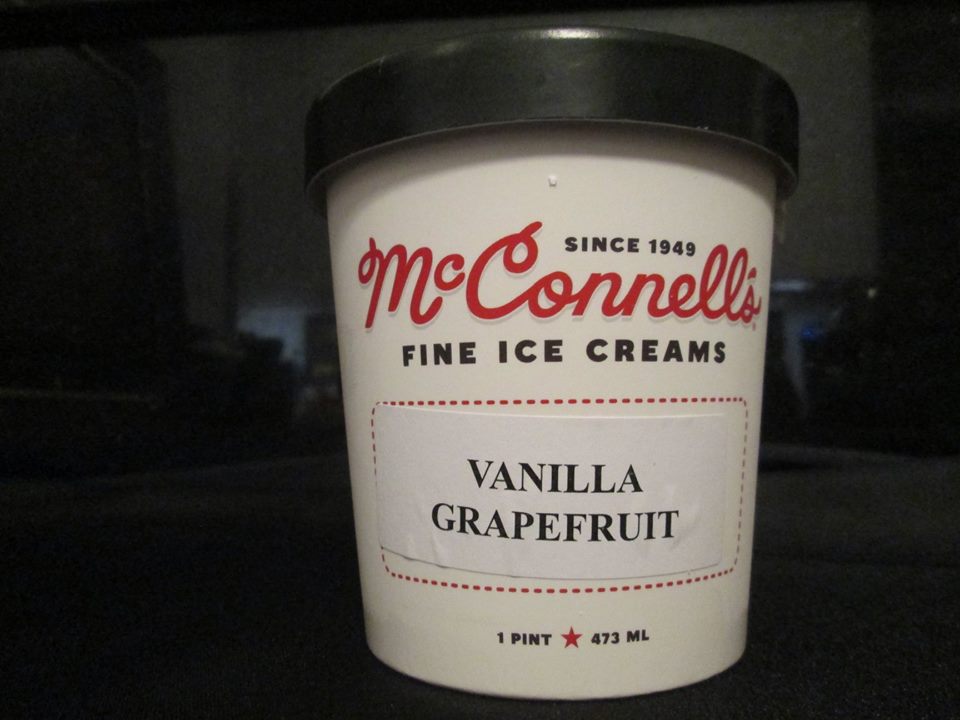 SINCE 1949
McConnell's
FINE ICE CREAMS
VANILLA
GRAPEFRUIT
1 PINT ★ 473 ML